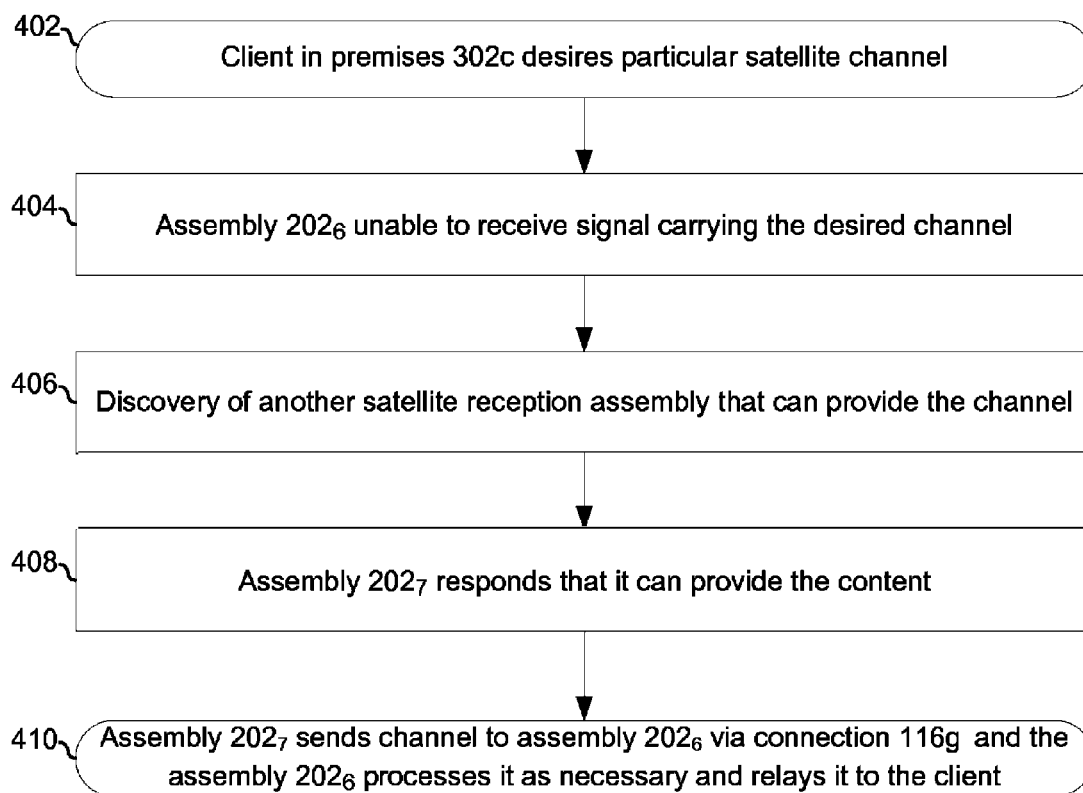 402
Client in premises 302c desires particular satellite channel
404
Assembly 202₆ unable to receive signal carrying the desired channel
406
Discovery of another satellite reception assembly that can provide the channel
408
Assembly 202₇ responds that it can provide the content
410
Assembly 202₇ sends channel to assembly 202₆ via connection 116g and the
assembly 202₆ processes it as necessary and relays it to the client